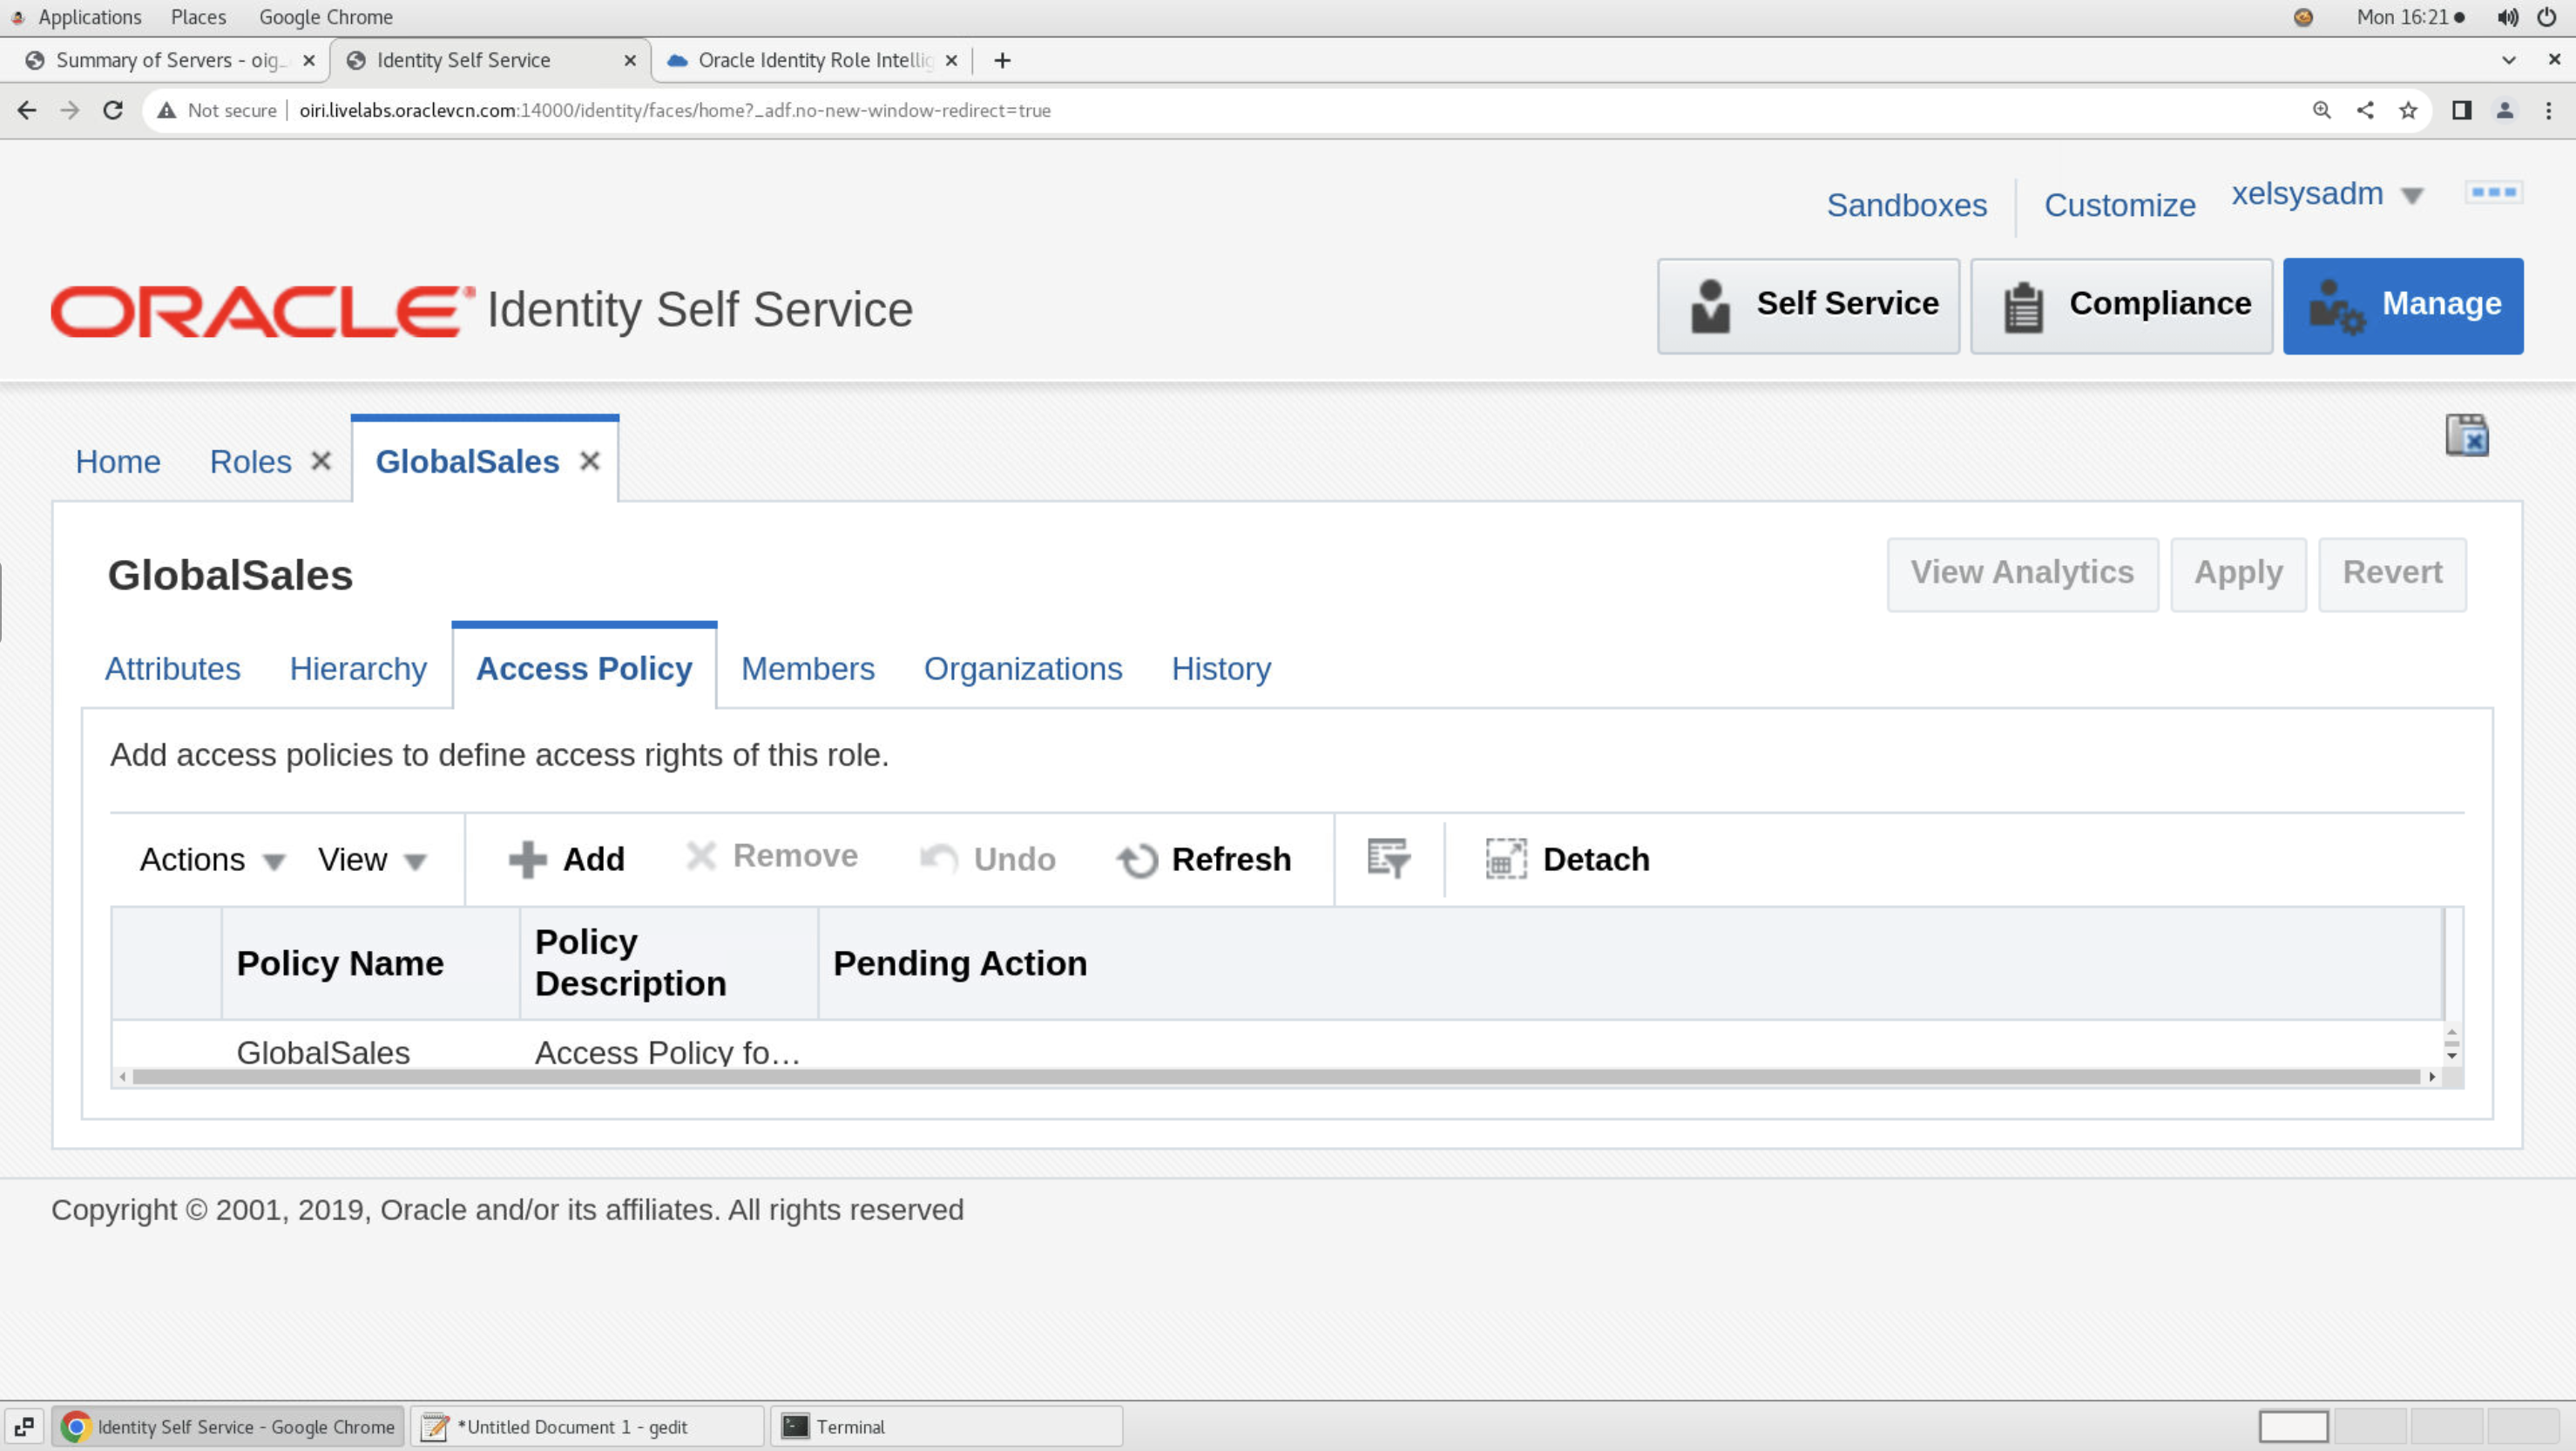 Applications Places Google Chrome Mon 16:21
Summary of Servers - oig_ Identity Self Service Oracle Identity Role Intellig
Not secure oiri.livelabs.oraclevcn.com:14000/identity/faces/home?_adf.no-new-window-redirect=true
Sandboxes Customize xelsysadm
ORACLE Identity Self Service Self Service Compliance Manage
Home Roles GlobalSales
GlobalSales View Analytics Apply Revert
Attributes Hierarchy Access Policy Members Organizations History
Add access policies to define access rights of this role.
Actions View Add Remove Undo Refresh Detach
Policy Name Policy Description Pending Action
GlobalSales Access Policy fo...
Copyright © 2001, 2019, Oracle and/or its affiliates. All rights reserved
Identity Self Service - Google Chrome *Untitled Document 1 - gedit Terminal